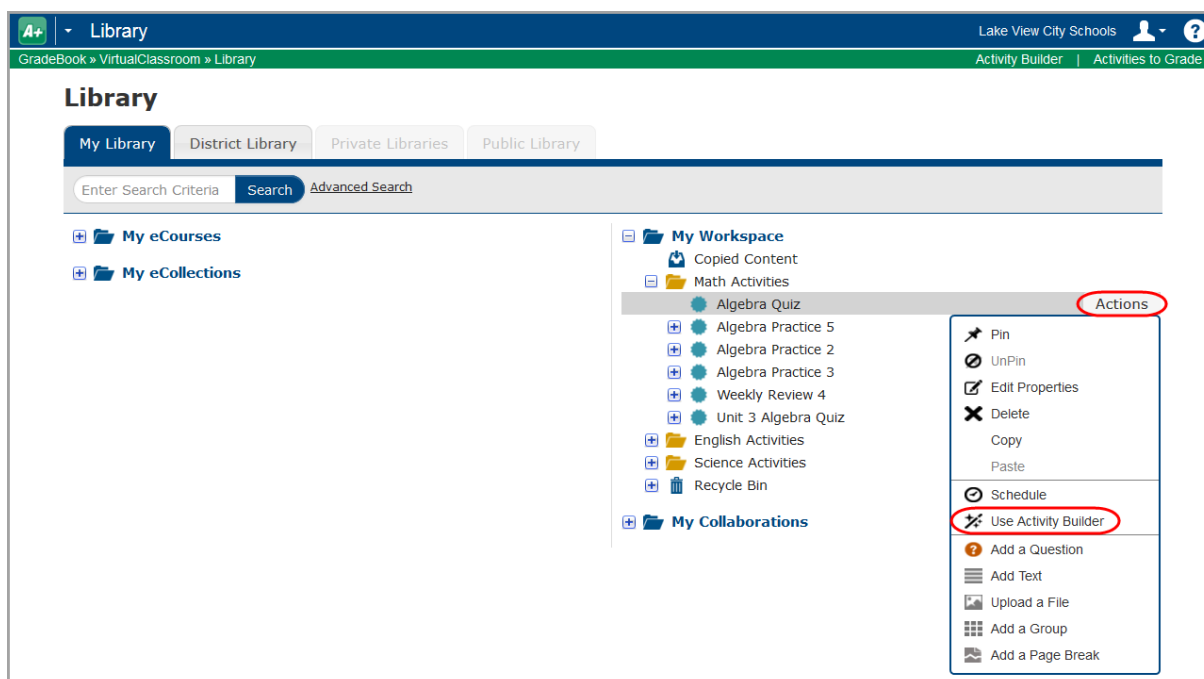 A+ Library Lake View City Schools ?
GradeBook » VirtualClassroom » Library Activity Builder | Activities to Grade
Library
My Library District Library Private Libraries Public Library
Enter Search Criteria Search Advanced Search
My eCourses
My eCollections
My Workspace
Copied Content
Math Activities
Algebra Quiz Actions
Algebra Practice 5
Algebra Practice 2
Algebra Practice 3
Weekly Review 4
Unit 3 Algebra Quiz
English Activities
Science Activities
Recycle Bin
My Collaborations
Pin
UnPin
Edit Properties
Delete
Copy
Paste
Schedule
Use Activity Builder
? Add a Question
Add Text
Upload a File
Add a Group
Add a Page Break